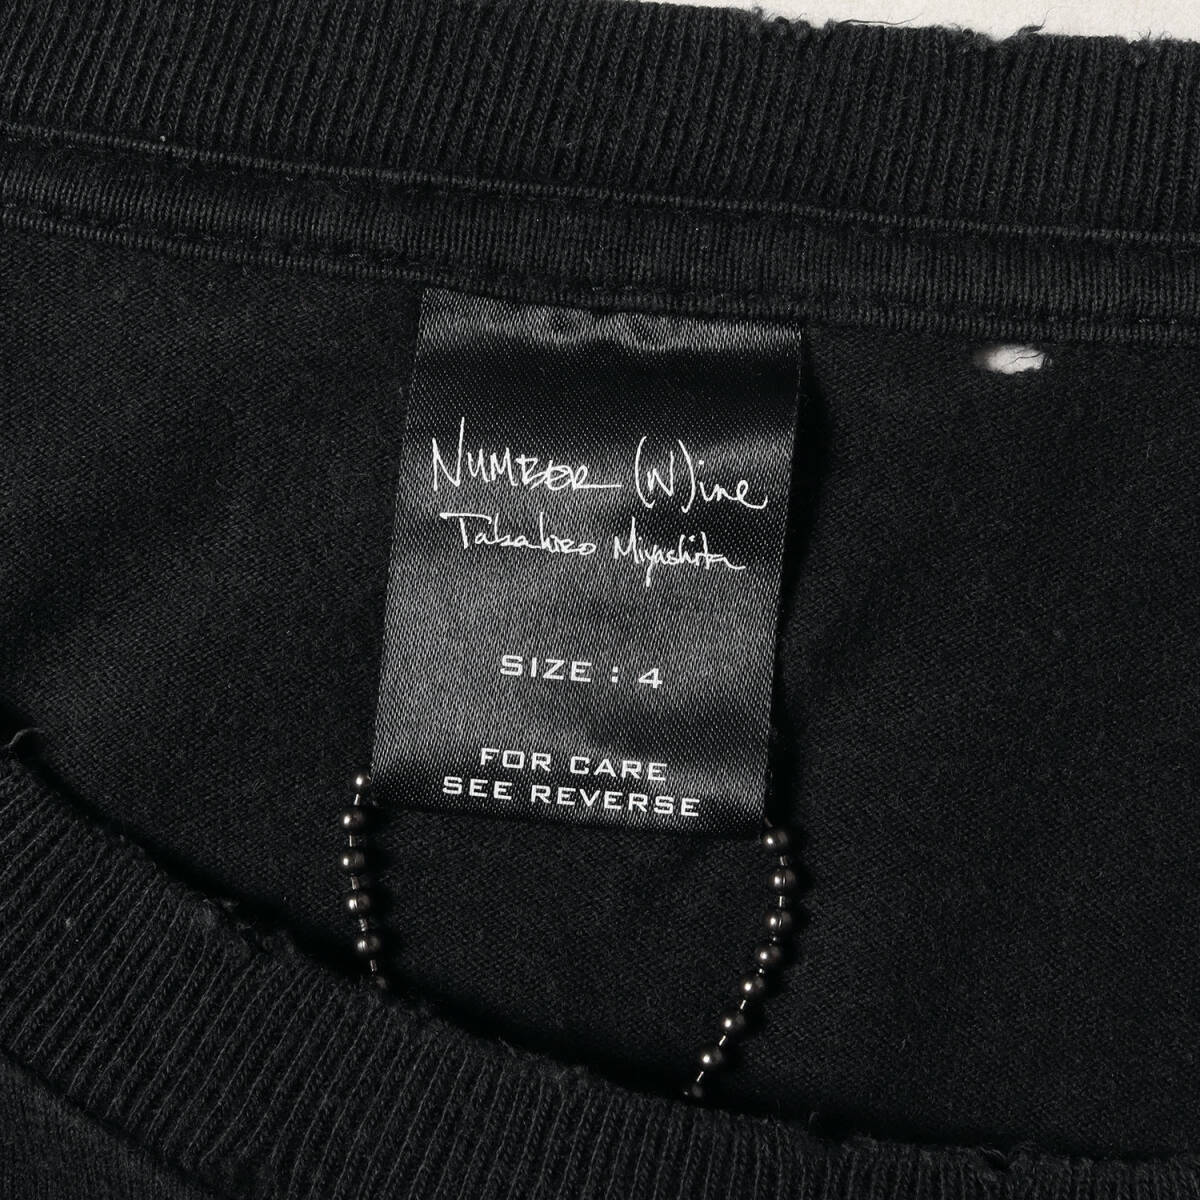 NUMBER (N)ine
Takahiro Miyashita
SIZE : 4
FOR CARE
SEE REVERSE